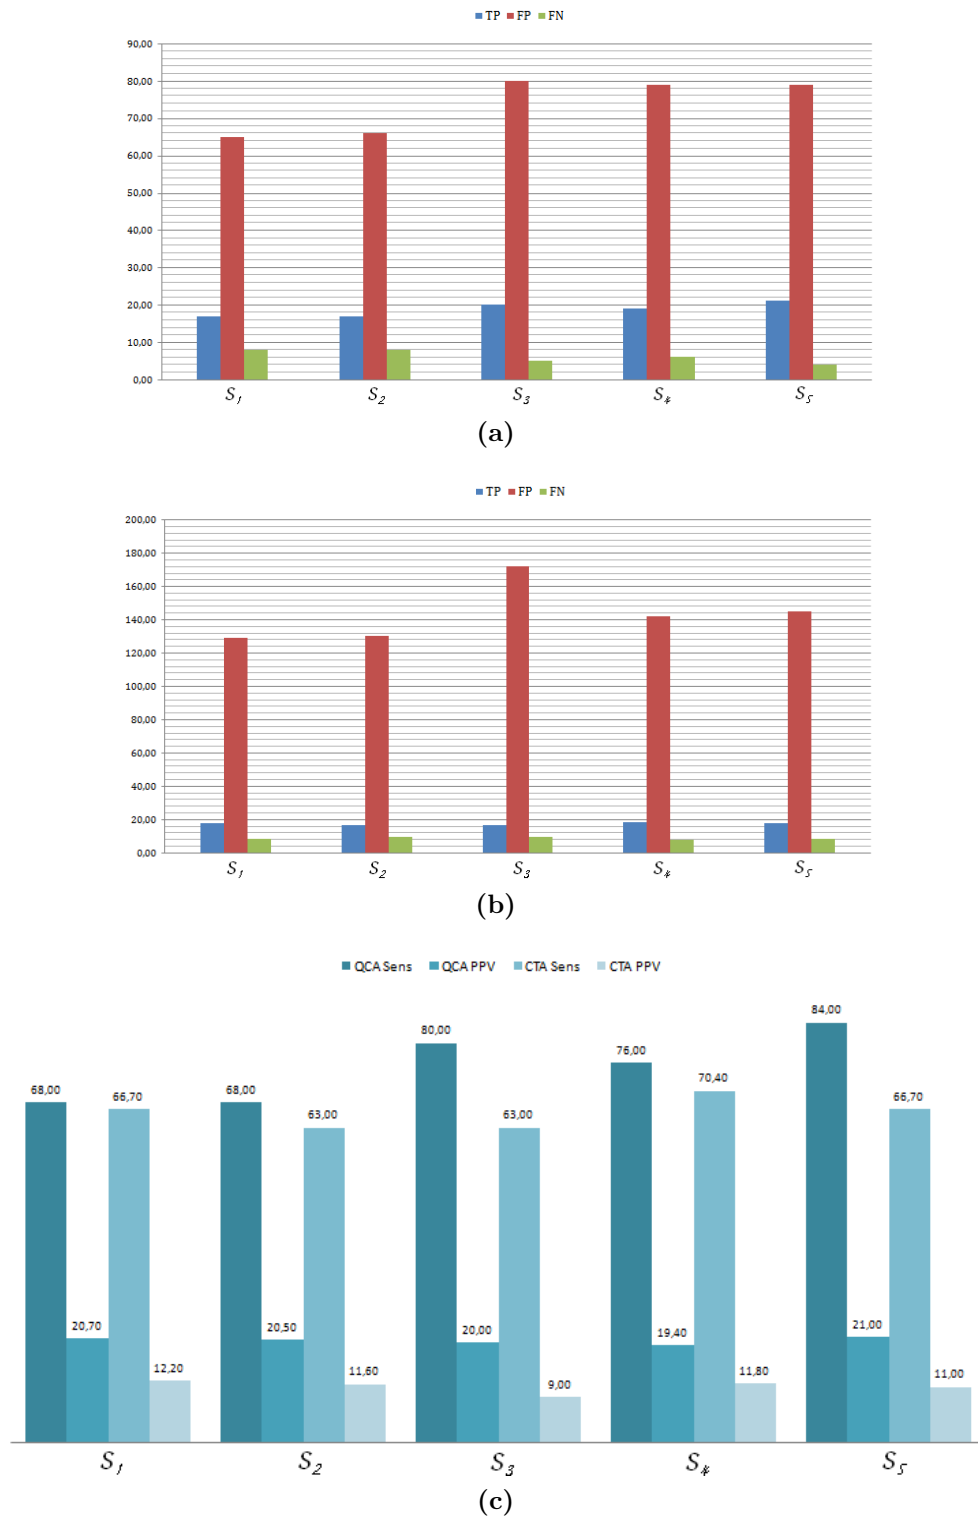 TP FP FN
90,00
80,00
70,00
60,00
50,00
40,00
30,00
20,00
10,00
0,00
S1 S2 S3 S4 S5
(a)
TP FP FN
200,00
180,00
160,00
140,00
120,00
100,00
80,00
60,00
40,00
20,00
0,00
S1 S2 S3 S4 S5
(b)
QCA Sens QCA PPV CTA Sens CTA PPV
68,00 20,70 66,70 12,20
68,00 20,50 63,00 11,60
80,00 20,00 63,00 9,00
76,00 19,40 70,40 11,80
84,00 21,00 66,70 11,00
S1 S2 S3 S4 S5
(c)